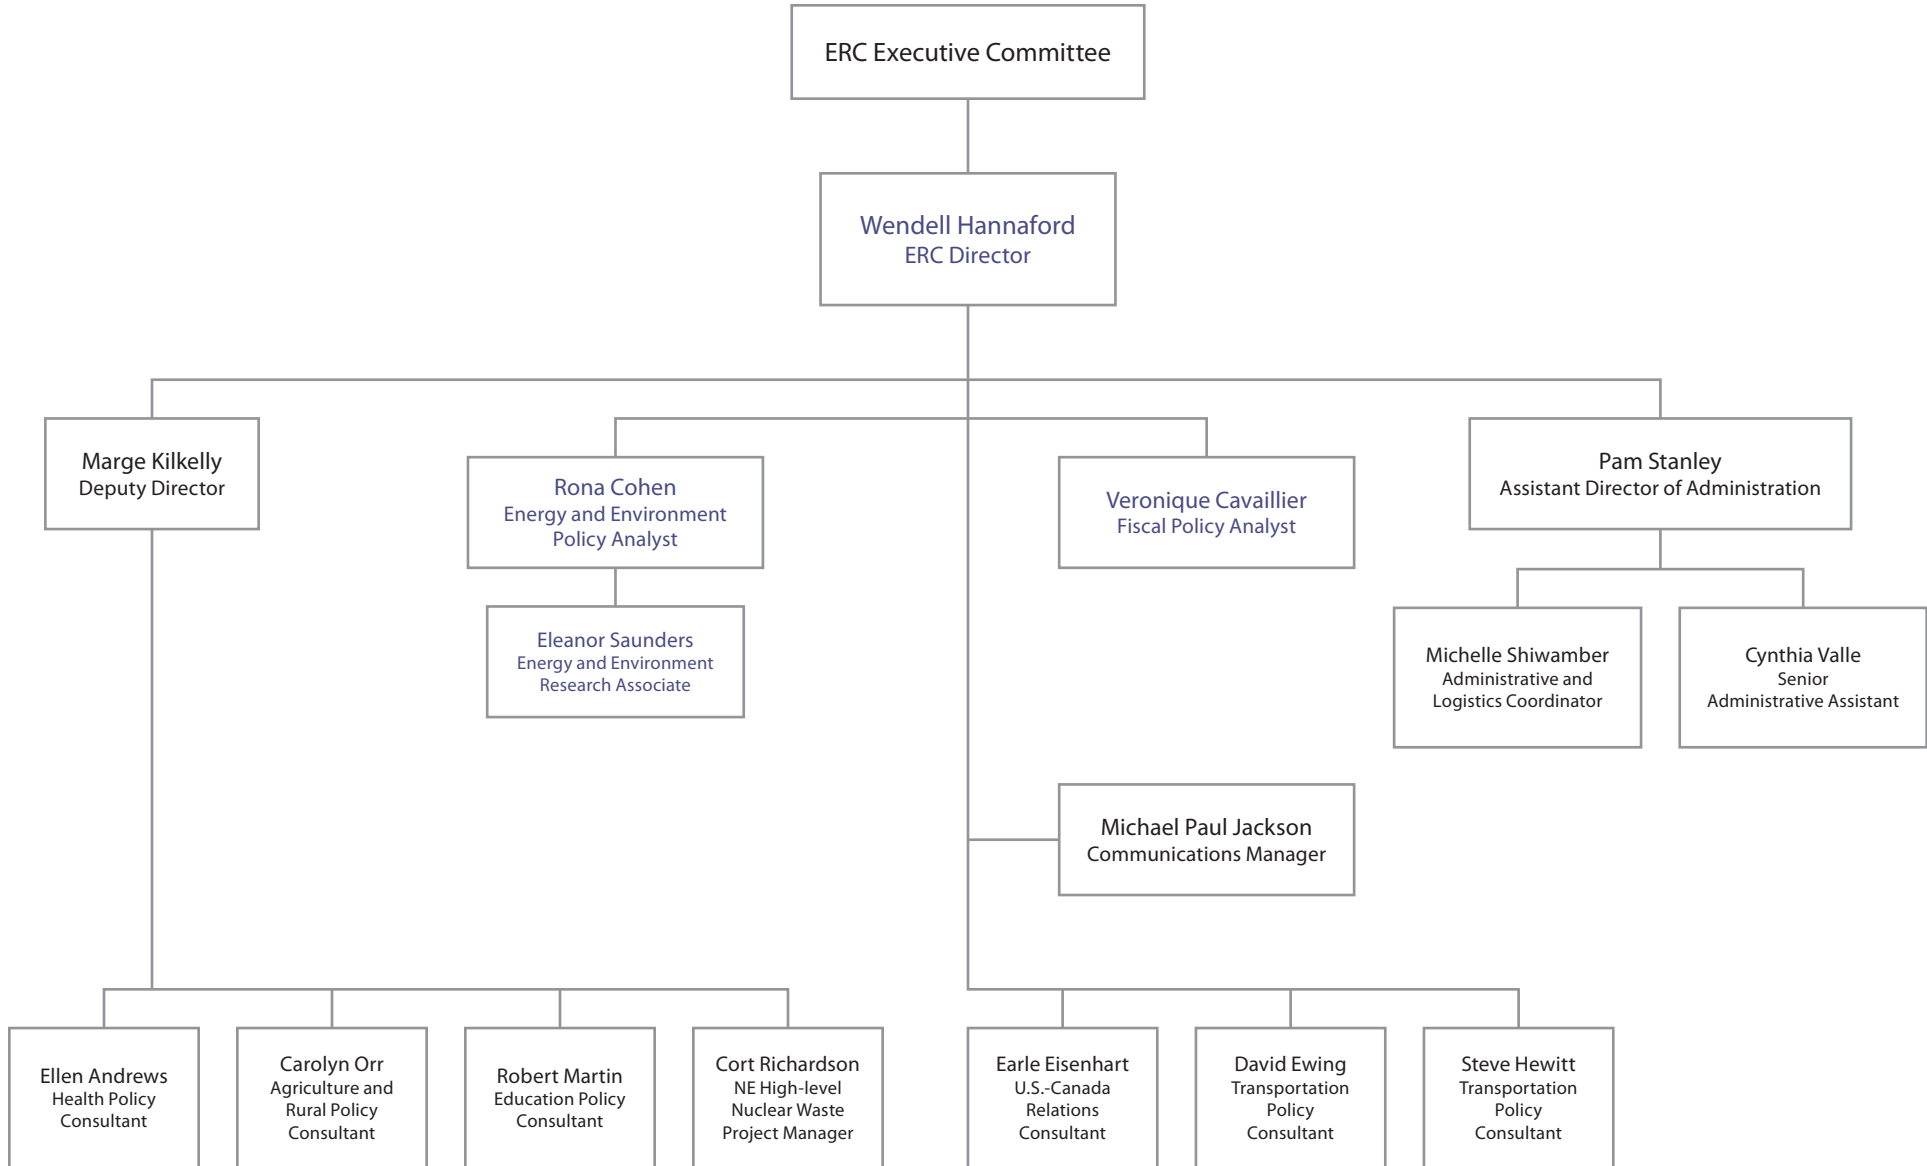 ERC Executive Committee
Wendell Hannaford
ERC Director
Marge Kilkelly
Deputy Director
Rona Cohen
Energy and Environment
Policy Analyst
Veronique Cavaillier
Fiscal Policy Analyst
Pam Stanley
Assistant Director of Administration
Eleanor Saunders
Energy and Environment
Research Associate
Michelle Shiwamber
Administrative and
Logistics Coordinator
Cynthia Valle
Senior
Administrative Assistant
Michael Paul Jackson
Communications Manager
Ellen Andrews
Health Policy
Consultant
Carolyn Orr
Agriculture and
Rural Policy
Consultant
Robert Martin
Education Policy
Consultant
Cort Richardson
NE High-level
Nuclear Waste
Project Manager
Earle Eisenhart
U.S.-Canada
Relations
Consultant
David Ewing
Transportation
Policy
Consultant
Steve Hewitt
Transportation
Policy
Consultant